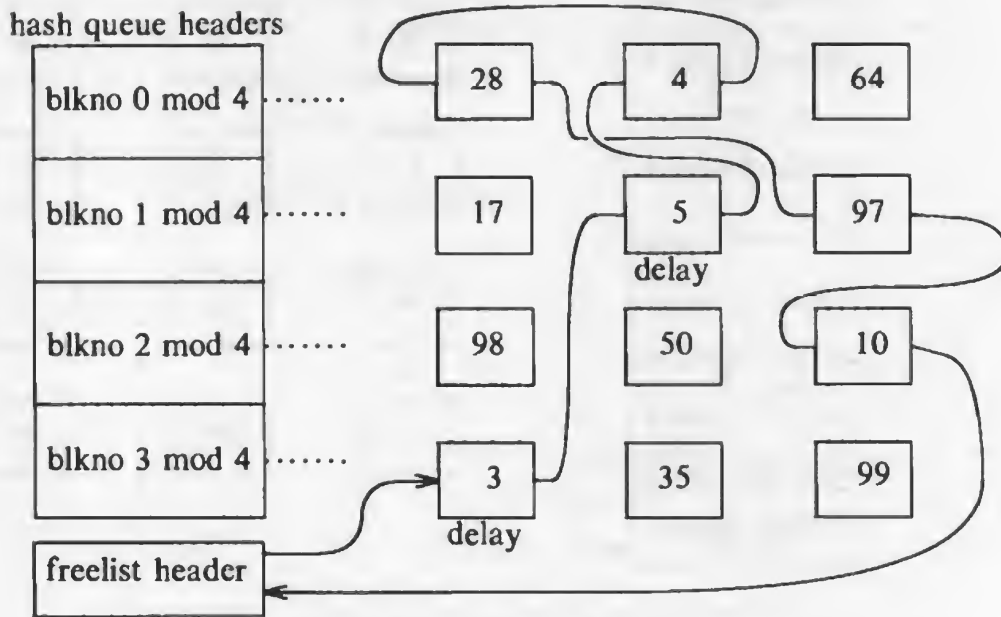 hash queue headers
blkno 0 mod 4 ...... 28 4 64
blkno 1 mod 4 ...... 17 5 97
delay
blkno 2 mod 4 ...... 98 50 10
blkno 3 mod 4 ...... 3 35 99
delay
freelist header